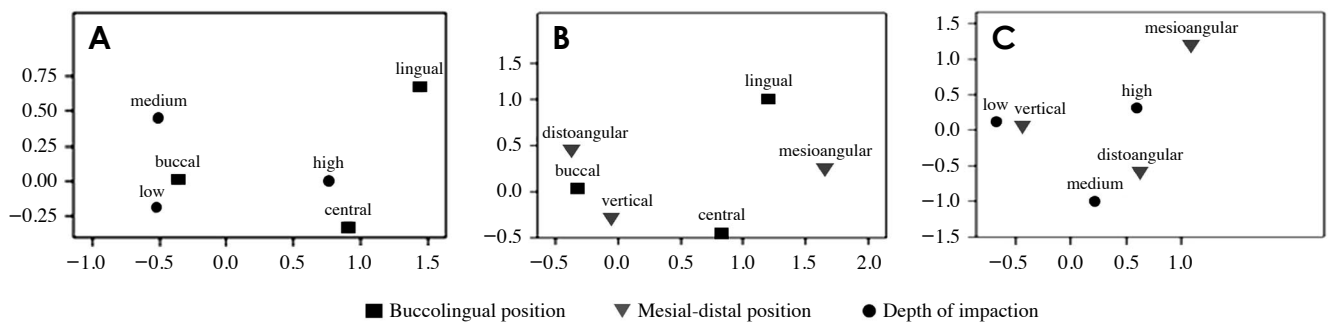 A
lingual
0.75
medium
0.50
0.25
buccal
high
0.00
low
central
−0.25
−1.0 −0.5 0.0 0.5 1.0 1.5
B
1.5
lingual
1.0
distoangular
0.5
mesioangular
buccal
0.0
vertical
central
−0.5
−0.5 0.0 0.5 1.0 1.5 2.0
C
1.5
mesioangular
1.0
high
0.5
low
vertical
0.0
distoangular
−0.5
medium
−1.0
−1.5
−0.5 0.0 0.5 1.0
Buccolingual position Mesial-distal position Depth of impaction